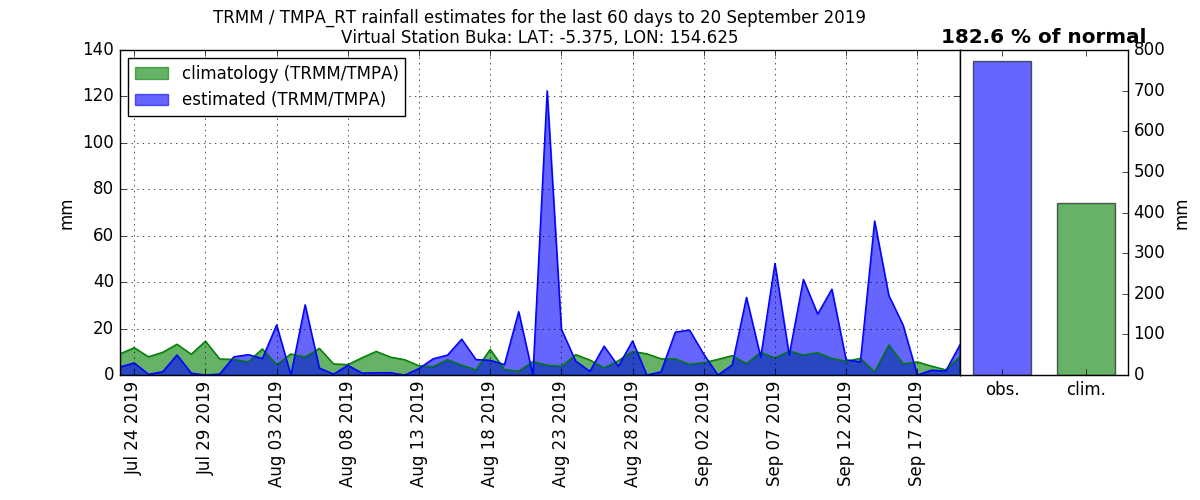 TRMM / TMPA_RT rainfall estimates for the last 60 days to 20 September 2019
Virtual Station Buka: LAT: -5.375, LON: 154.625
182.6 % of normal
climatology (TRMM/TMPA)
estimated (TRMM/TMPA)
140
120
100
80
60
40
20
0
mm
Jul 24 2019
Jul 29 2019
Aug 03 2019
Aug 08 2019
Aug 13 2019
Aug 18 2019
Aug 23 2019
Aug 28 2019
Sep 02 2019
Sep 07 2019
Sep 12 2019
Sep 17 2019
800
700
600
500
400
300
200
100
0
mm
obs.
clim.